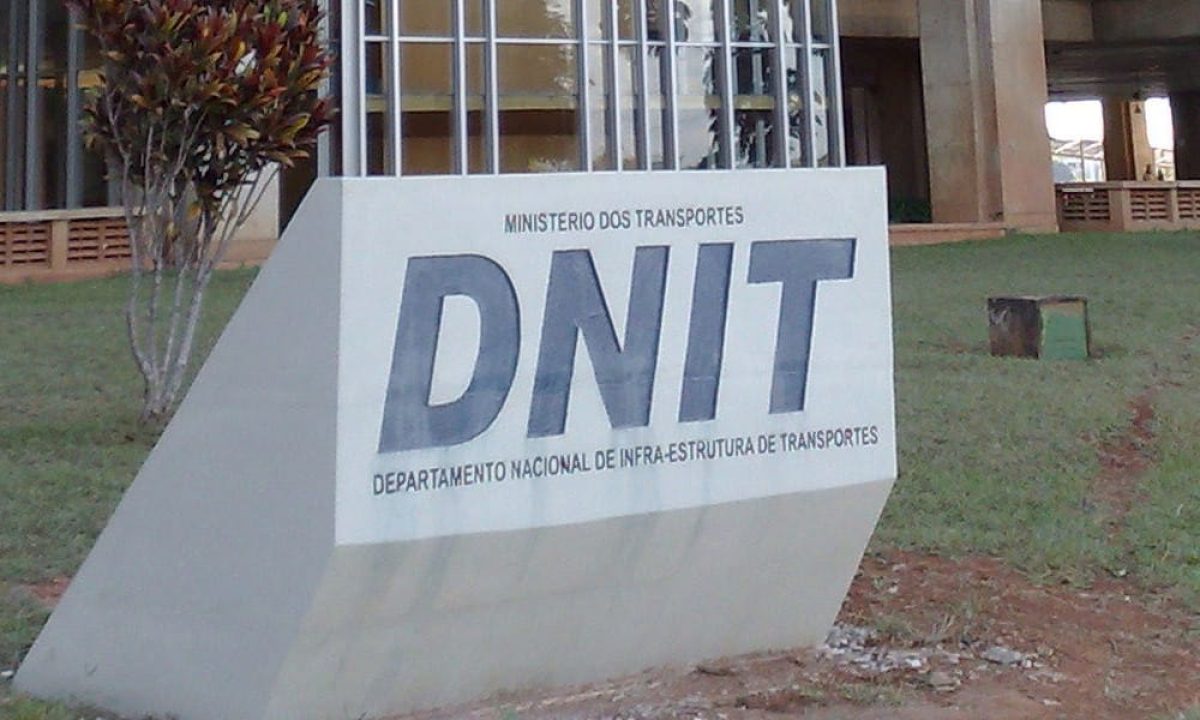 MINISTERIO DOS TRANSPORTES
DNIT
DEPARTAMENTO NACIONAL DE INFRA-ESTRUTURA DE TRANSPORTES